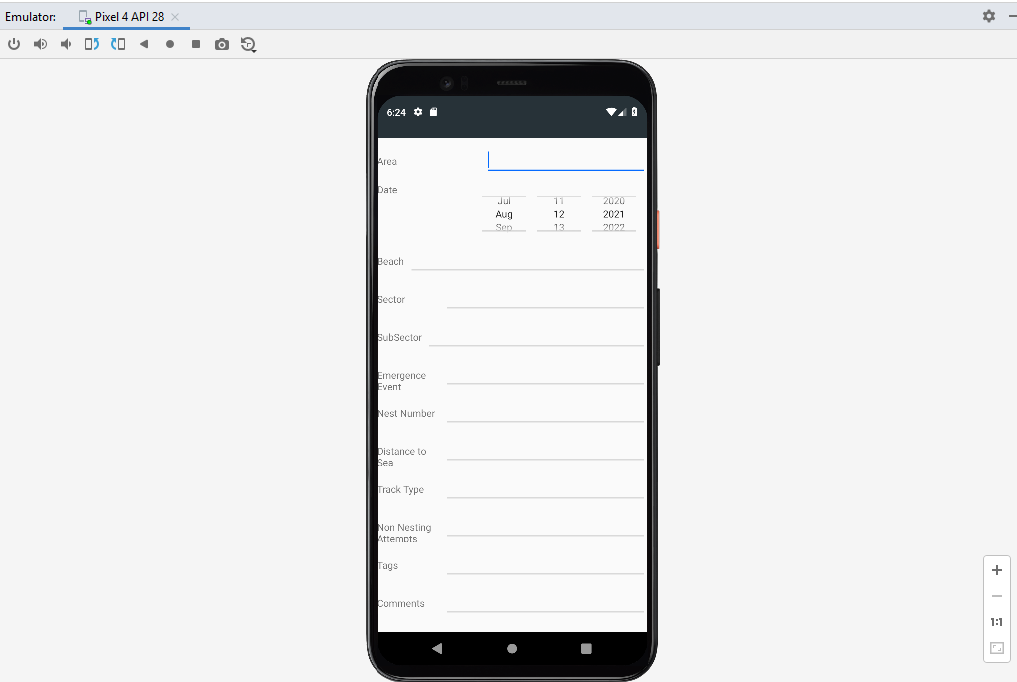 Emulator: Pixel 4 API 28
6:24
Area
Date
Jul 11 2020
Aug 12 2021
Sep 13 2022
Beach
Sector
SubSector
Emergence
Event
Nest Number
Distance to
Sea
Track Type
Non Nesting
Attempts
Tags
Comments
1:1